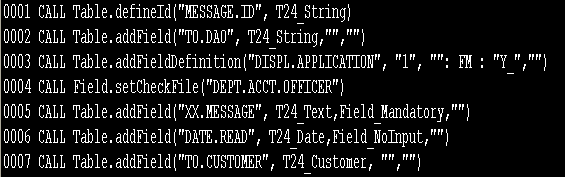 0001 CALL Table.defineId("MESSAGE.ID", T24_String)
0002 CALL Table.addField("TO.DAO", T24_String,"","")
0003 CALL Table.addFieldDefinition("DISPL.APPLICATION", "1", "": FM : "Y_","")
0004 CALL Field.setCheckFile("DEPT.ACCT.OFFICER")
0005 CALL Table.addField("XX.MESSAGE", T24_Text,Field_Mandatory,"")
0006 CALL Table.addField("DATE.READ", T24_Date,Field_NoInput,"")
0007 CALL Table.addField("TO.CUSTOMER", T24_Customer, "","")